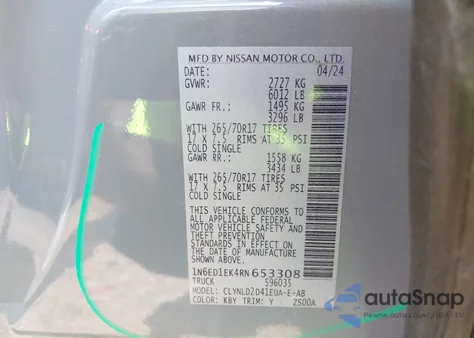 MFD BY NISSAN MOTOR CO., LTD.
DATE: 04/24
GVWR: 2727 KG
6012 LB
GAWR FR.: 1495 KG
3296 LB
WITH 265/70R17 TIRES
17 X 7.5 RIMS AT 35 PSI
COLD SINGLE
GAWR RR.: 1558 KG
3434 LB
WITH 265/70R17 TIRES
17 X 7.5 RIMS AT 35 PSI
COLD SINGLE
THIS VEHICLE CONFORMS TO
ALL APPLICABLE FEDERAL
MOTOR VEHICLE SAFETY
AND THEFT PREVENTION
STANDARDS IN EFFECT ON
THE DATE OF MANUFACTURE
SHOWN ABOVE.
1N6ED1EK4RN653308
TRUCK 596035
MODEL: CLYNLD2D41EUA-E-AB
COLOR: KBY TRIM: Y ZS00A
autoSnap